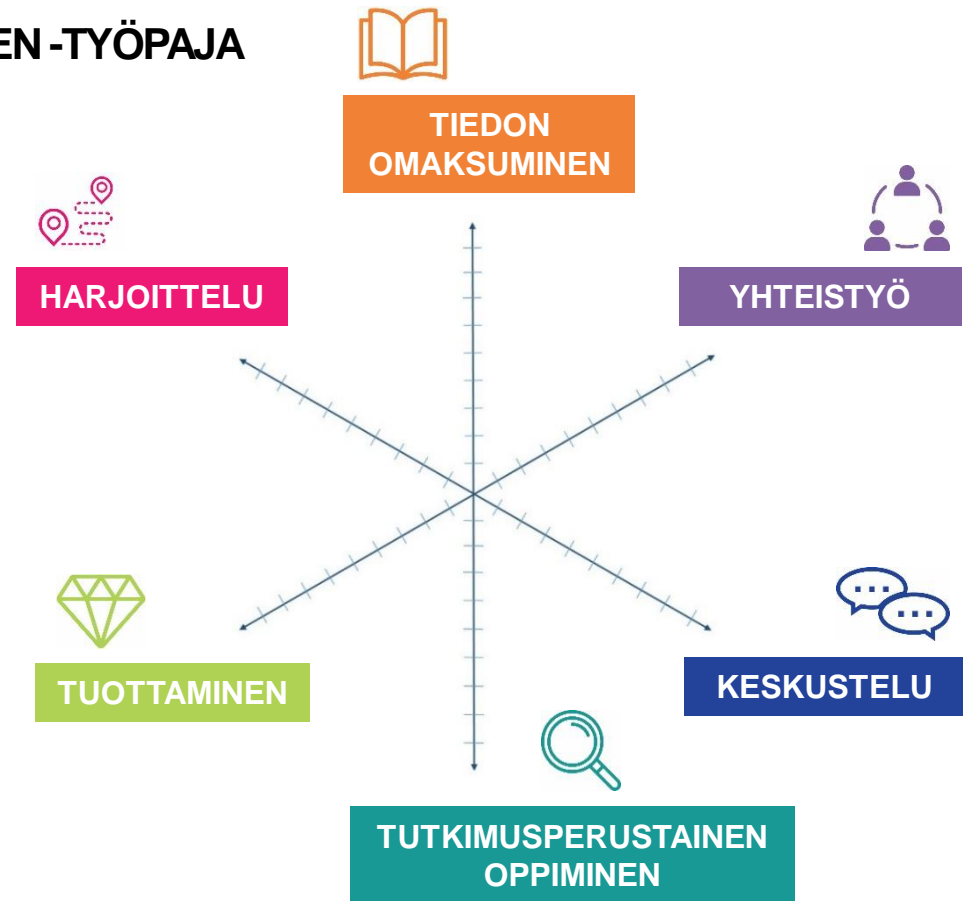 EN -TYÖPAJA
TIEDON
OMAKSUMINEN
HARJOITTELU
YHTEISTYÖ
TUOTTAMINEN
KESKUSTELU
TUTKIMUSPERUSTAINEN
OPPIMINEN